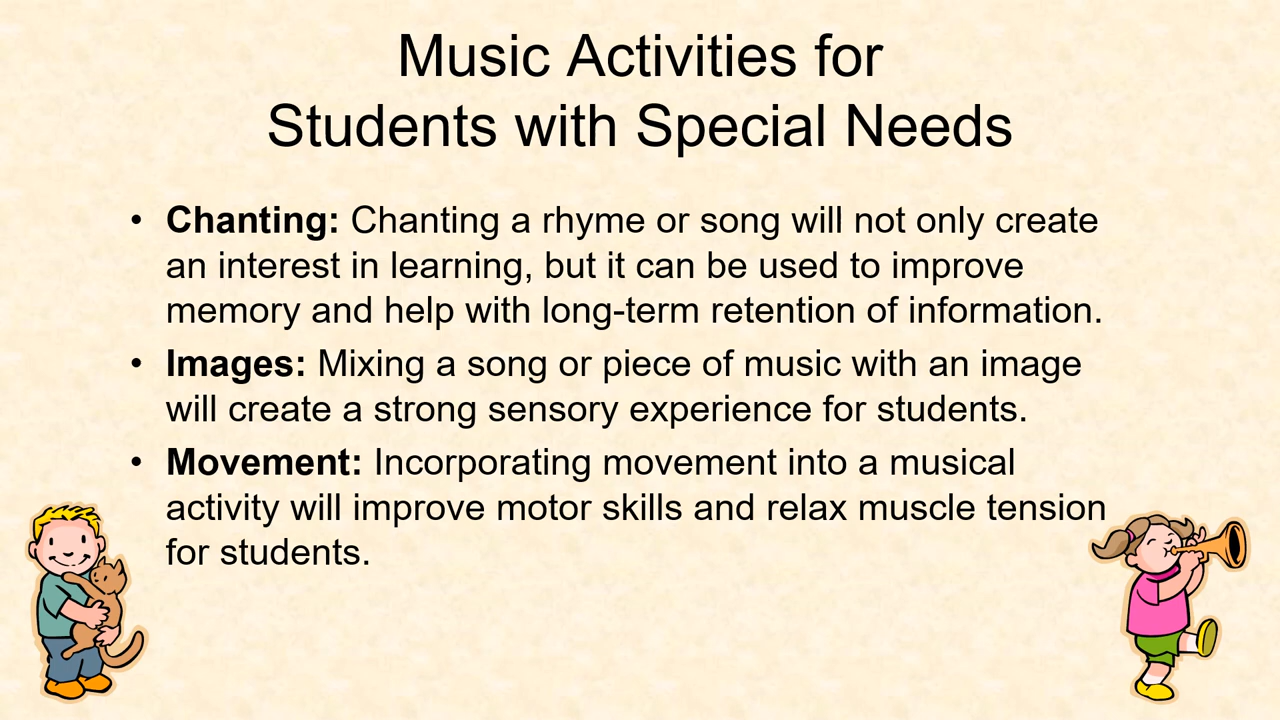 Music Activities for
Students with Special Needs
• Chanting: Chanting a rhyme or song will not only create
an interest in learning, but it can be used to improve
memory and help with long-term retention of information.
• Images: Mixing a song or piece of music with an image
will create a strong sensory experience for students.
• Movement: Incorporating movement into a musical
activity will improve motor skills and relax muscle tension
for students.